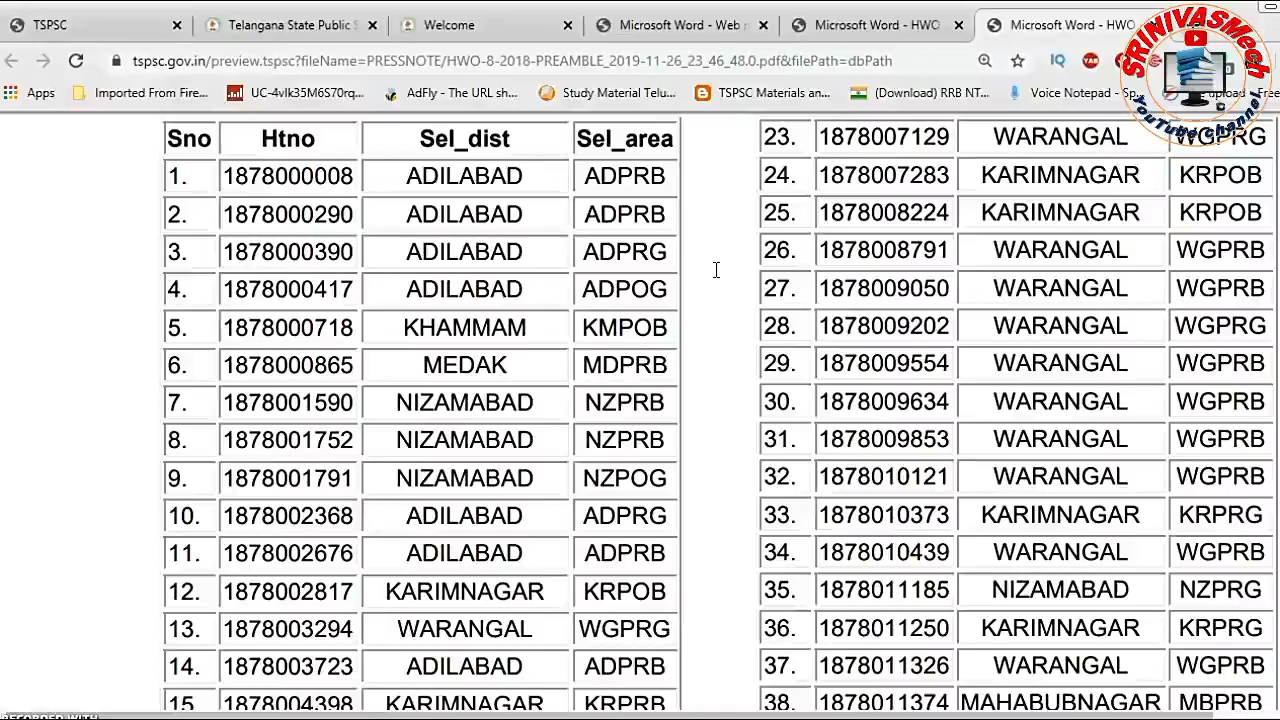 TSPSC
Telangana State Public S
Welcome
Microsoft Word - Web n
Microsoft Word - HWO
Microsoft Word - HWO
tspsc.gov.in/preview.tspsc?fileName=PRESSNOTE/HWO-6-2018-PREAMBLE_2019-11-26_23_46_48.0.pdf&filePath=dbPath
Apps
Imported From Fire...
UC-4vIk35M6S70rq...
AdFly - The URL sh...
Study Material Telu...
TSPSC Materials an...
(Download) RRB NT...
Voice Notepad - Sp...
SRINIVASMech
YouTube channel
Sno Htno Sel_dist Sel_area
1. 1878000008 ADILABAD ADPRB
2. 1878000290 ADILABAD ADPRB
3. 1878000390 ADILABAD ADPRG
4. 1878000417 ADILABAD ADPOG
5. 1878000718 KHAMMAM KMPOB
6. 1878000865 MEDAK MDPRB
7. 1878001590 NIZAMABAD NZPRB
8. 1878001752 NIZAMABAD NZPRB
9. 1878001791 NIZAMABAD NZPOG
10. 1878002368 ADILABAD ADPRG
11. 1878002676 ADILABAD ADPRB
12. 1878002817 KARIMNAGAR KRPOB
13. 1878003294 WARANGAL WGPRG
14. 1878003723 ADILABAD ADPRB
15 1878004398 KARIMNAGAR KRPRB
23. 1878007129 WARANGAL WGPRG
24. 1878007283 KARIMNAGAR KRPOB
25. 1878008224 KARIMNAGAR KRPOB
26. 1878008791 WARANGAL WGPRB
27. 1878009050 WARANGAL WGPRB
28. 1878009202 WARANGAL WGPRG
29. 1878009554 WARANGAL WGPRB
30. 1878009634 WARANGAL WGPRB
31. 1878009853 WARANGAL WGPRB
32. 1878010121 WARANGAL WGPRB
33. 1878010373 KARIMNAGAR KRPRG
34. 1878010439 WARANGAL WGPRB
35. 1878011185 NIZAMABAD NZPRG
36. 1878011250 KARIMNAGAR KRPRG
37. 1878011326 WARANGAL WGPRB
38. 1878011374 MAHABUBNAGAR MBPRB
RECORDED WITH